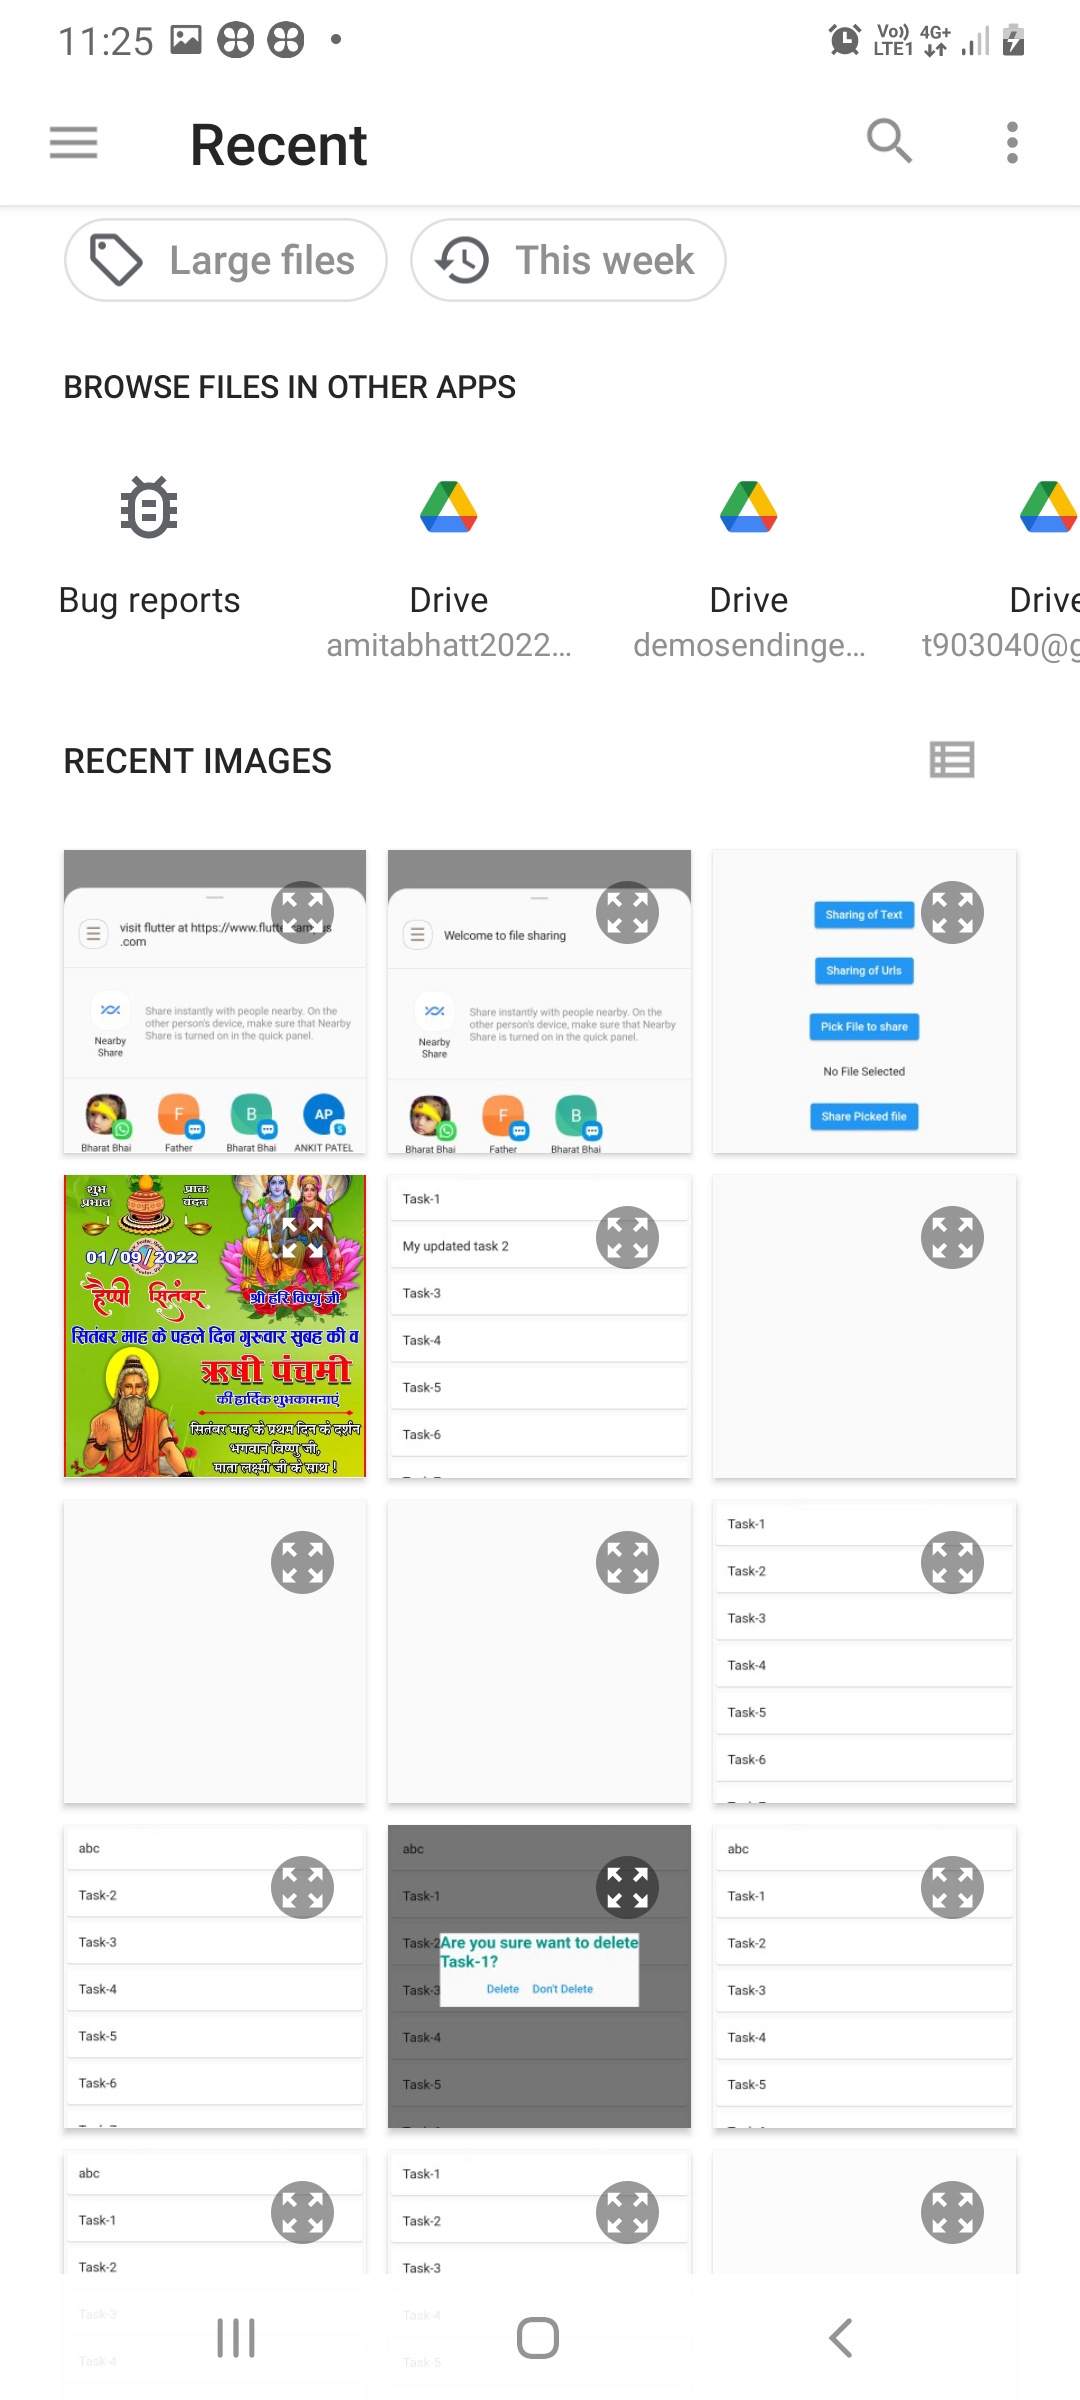 11:25
Vo))
LTE1
4G+
Recent
Large files
This week
BROWSE FILES IN OTHER APPS
Bug reports
Drive
amitabhatt2022...
Drive
demosendinge...
Drive
t903040@g
RECENT IMAGES
visit flutter at https://www.fluttercampus
.com
Nearby
Share
Share instantly with people nearby. On the
other person's device, make sure that Nearby
Share is turned on in the quick panel.
F
B
AP
Bharat Bhai
Father
Bharat Bhai
ANKIT PATEL
Welcome to file sharing
Nearby
Share
Share instantly with people nearby. On the
other person's device, make sure that Nearby
Share is turned on in the quick panel.
F
B
Bharat Bhai
Father
Bharat Bhai
Sharing of Text
Sharing of Urls
Pick File to share
No File Selected
Share Picked file
शुभ
प्रभात
प्रातः
वंदन
01/09/2022
हैप्पी सितंबर
श्री हरि विष्णु जी
सितंबर माह के पहले दिन गुरूवार सुबह की व
ऋषी पंचमी
की हार्दिक शुभकामनाएं
सितंबर माह के प्रथम दिन के दर्शन
भगवान विष्णु जी,
माता लक्ष्मी जी के साथ !
Task-1
My updated task 2
Task-3
Task-4
Task-5
Task-6
Task-1
Task-2
Task-3
Task-4
Task-5
Task-6
abc
Task-2
Task-3
Task-4
Task-5
Task-6
abc
Task-1
Task-2
Are you sure want to delete
Task-1?
Task-3
Delete Don't Delete
Task-4
Task-5
abc
Task-1
Task-2
Task-3
Task-4
Task-5
abc
Task-1
Task-2
Task-3
Task-4
Task-1
Task-2
Task-3
Task-4
Task-5